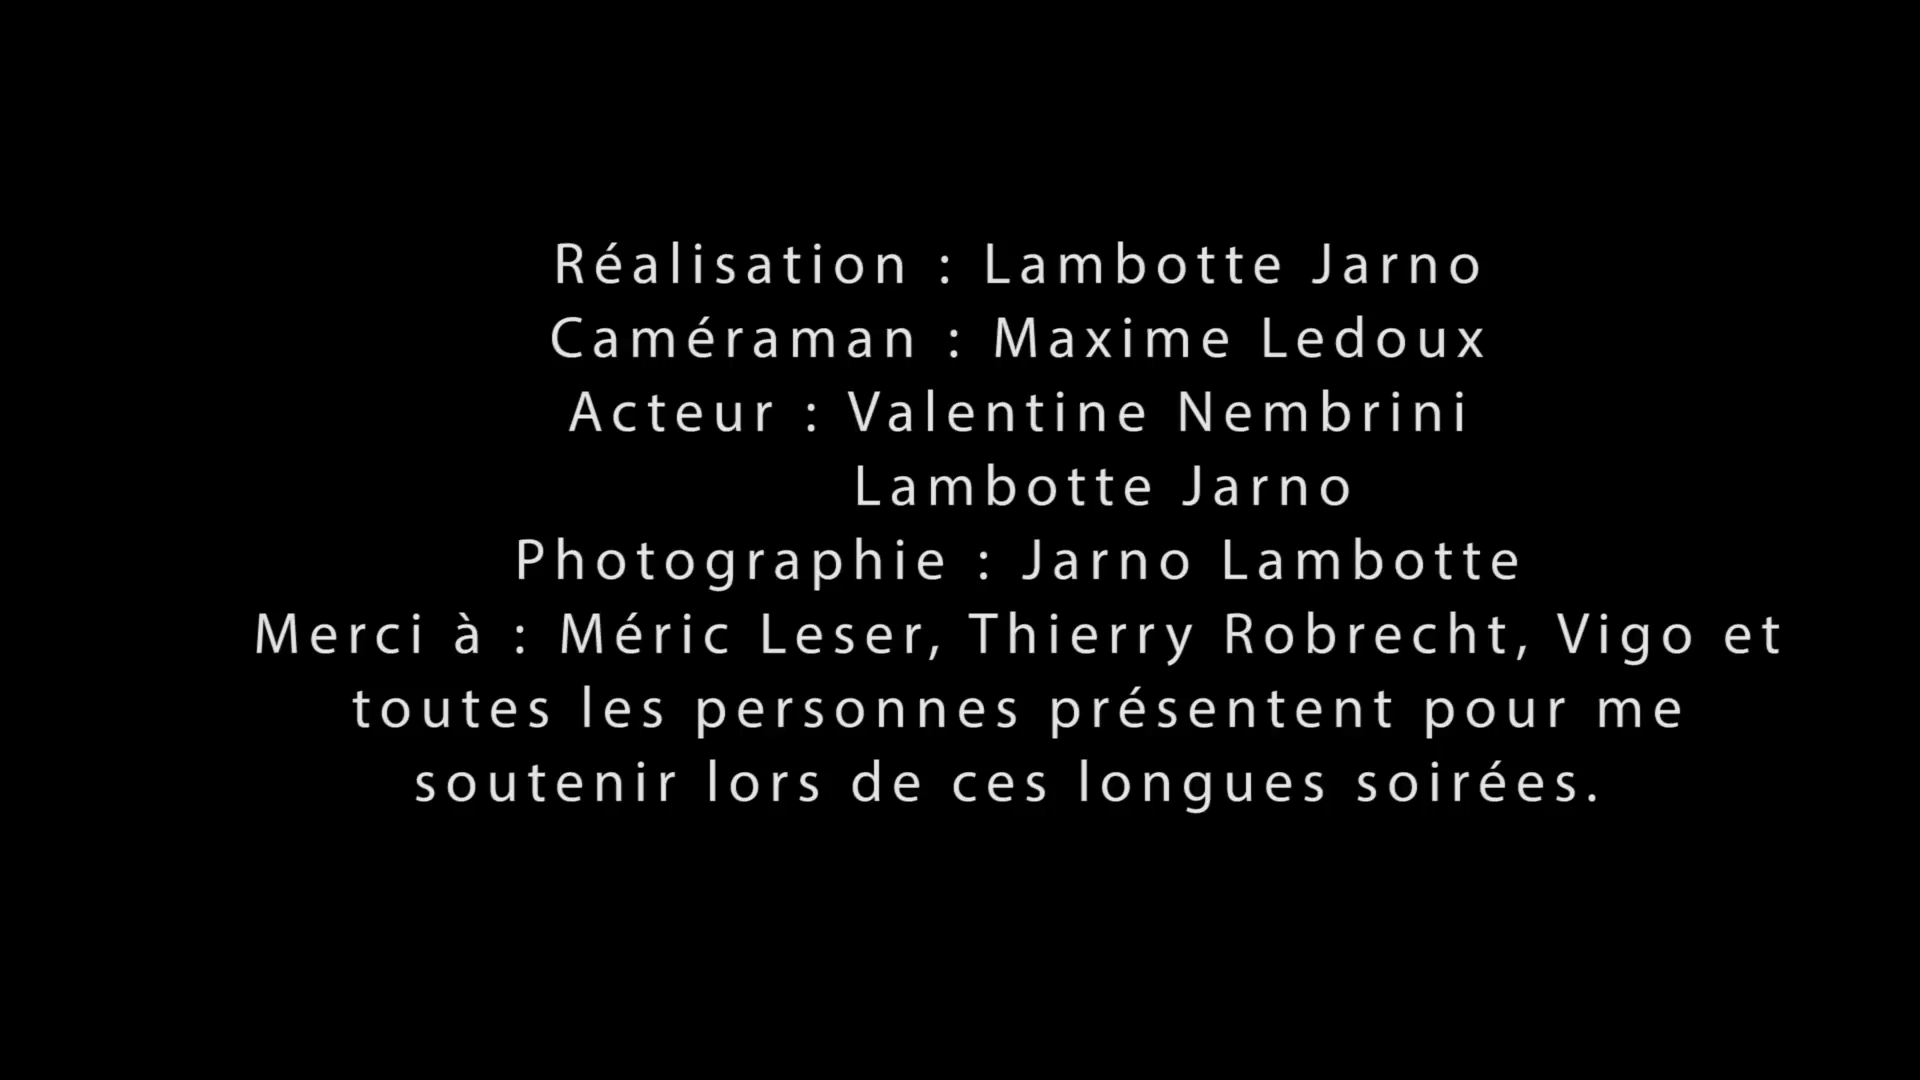 Réalisation : Lambotte Jarno
Caméraman : Maxime Ledoux
Acteur : Valentine Nembrini
Lambotte Jarno
Photographie : Jarno Lambotte
Merci à : Méric Leser, Thierry Robrecht, Vigo et
toutes les personnes présentent pour me
soutenir lors de ces longues soirées.